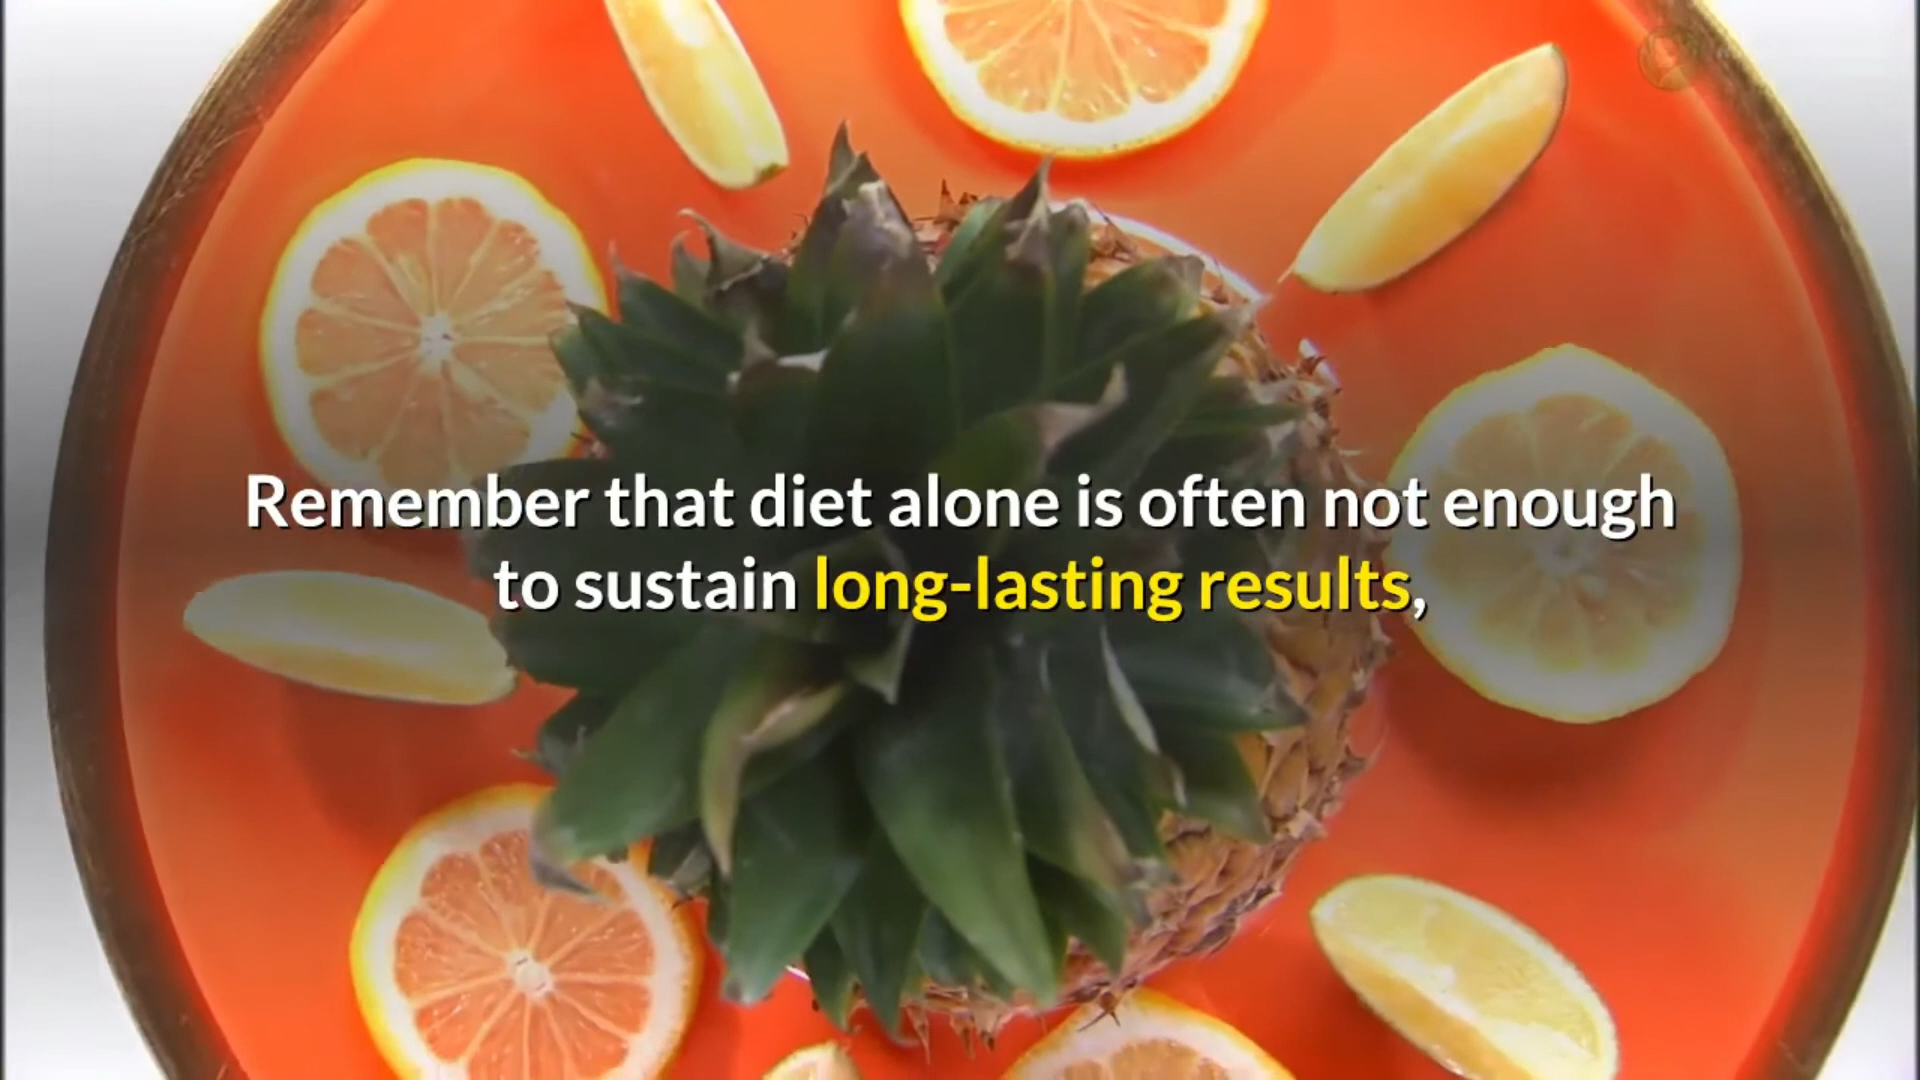 Remember that diet alone is often not enough
to sustain long-lasting results,